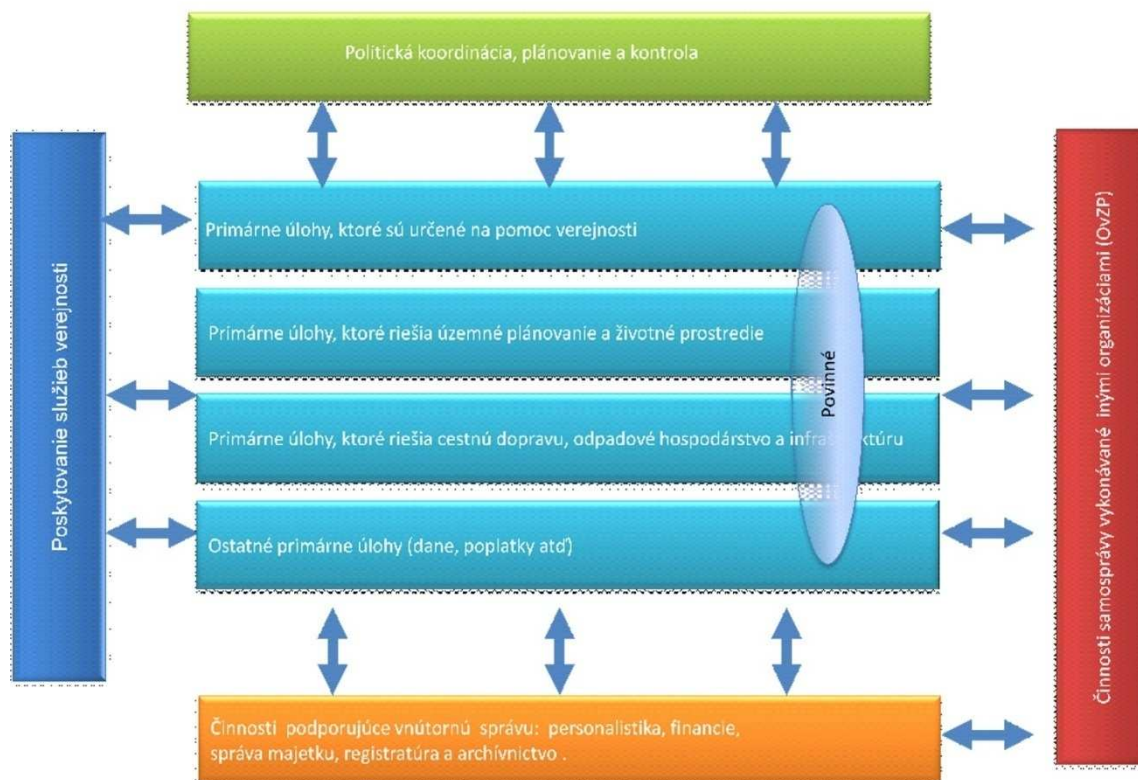 Politická koordinácia, plánovanie a kontrola
Poskytovanie služieb verejnosti
Primárne úlohy, ktoré sú určené na pomoc verejnosti
Primárne úlohy, ktoré riešia územné plánovanie a životné prostredie
Primárne úlohy, ktoré riešia cestnú dopravu, odpadové hospodárstvo a
Ostatné primárne úlohy (dane, poplatky atď)
Povinné
Činnosti samosprávy vykonávané inými organizáciami (OvZP)
Činnosti podporujúce vnútornú správu: personalistika, financie,
správa majetku, registratúra a archívnictvo .